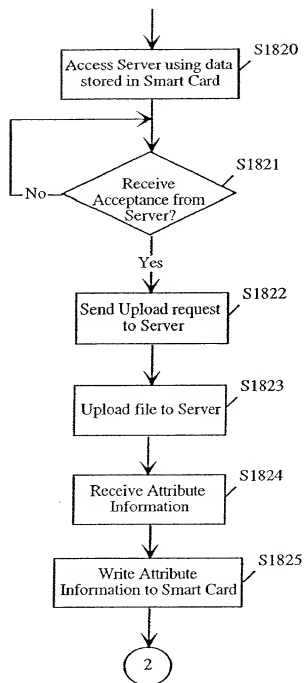 S1820
Access Server using data
stored in Smart Card
S1821
Receive
Acceptance from
Server?
No
Yes
S1822
Send Upload request
to Server
S1823
Upload file to Server
S1824
Receive Attribute
Information
S1825
Write Attribute
Information to Smart Card
2